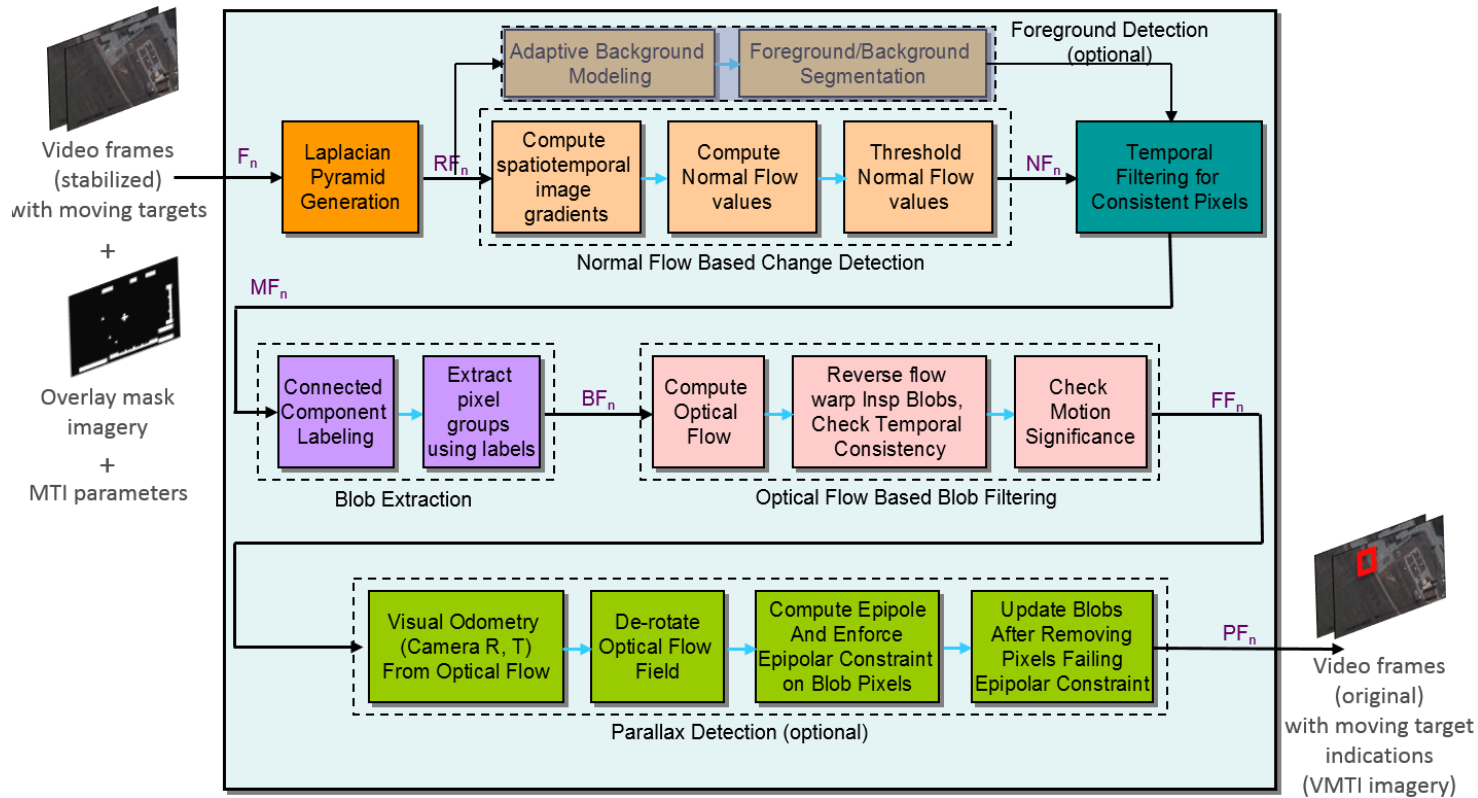 Video frames
(stabilized)
with moving targets
+
Overlay mask
imagery
+
MTI parameters
Fn
Laplacian
Pyramid
Generation
RFn
Adaptive Background
Modeling
Foreground/Background
Segmentation
Foreground Detection
(optional)
Compute
spatiotemporal
image
gradients
Compute
Normal Flow
values
Threshold
Normal Flow
values
Normal Flow Based Change Detection
NFn
Temporal
Filtering for
Consistent Pixels
MFn
Connected
Component
Labeling
Extract
pixel
groups
using labels
Blob Extraction
BFn
Compute
Optical
Flow
Reverse flow
warp Insp Blobs,
Check Temporal
Consistency
Check
Motion
Significance
Optical Flow Based Blob Filtering
FFn
Visual Odometry
(Camera R, T)
From Optical Flow
De-rotate
Optical Flow
Field
Compute Epipole
And Enforce
Epipolar Constraint
on Blob Pixels
Update Blobs
After Removing
Pixels Failing
Epipolar Constraint
Parallax Detection (optional)
PFn
Video frames
(original)
with moving target
indications
(VMTI imagery)